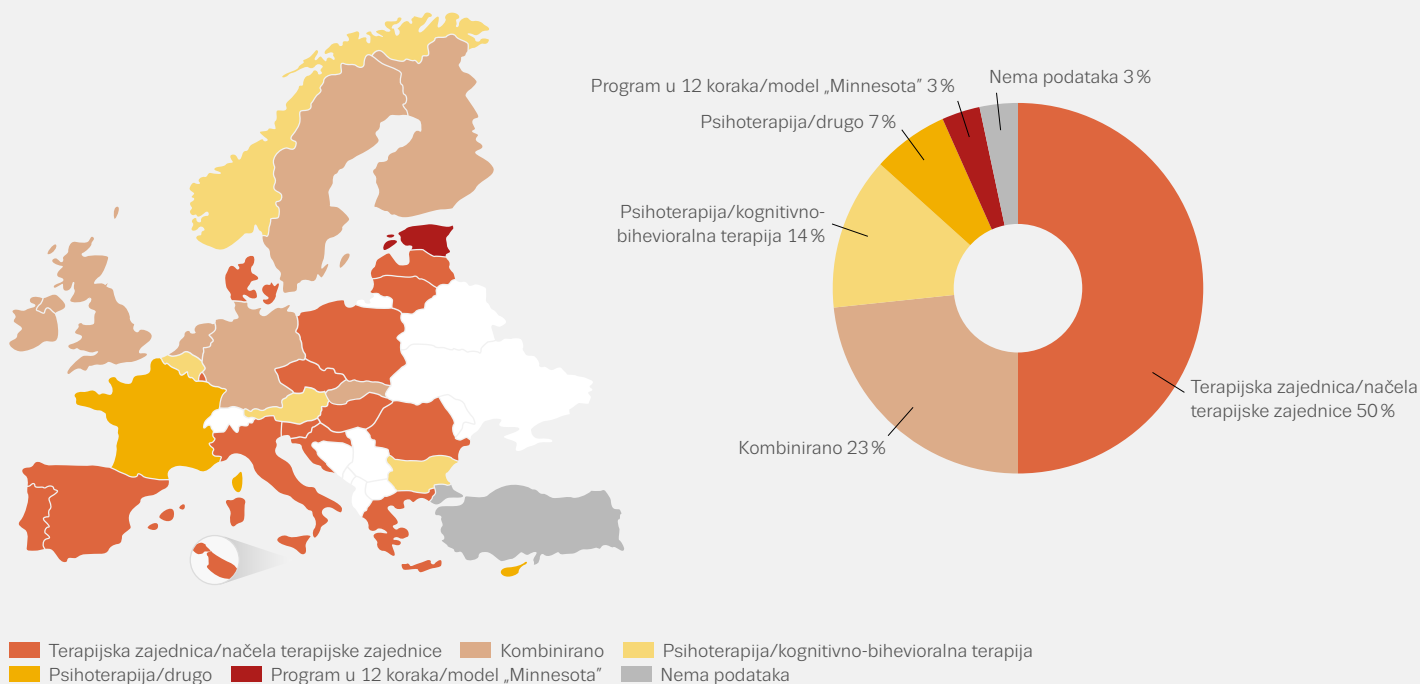 Nema podataka 3 %
Program u 12 koraka/model „Minnesota” 3 %
Psihoterapija/drugo 7 %
Psihoterapija/kognitivno-
bihevioralna terapija 14 %
Terapijska zajednica/načela
terapijske zajednice 50 %
Kombinirano 23 %
Terapijska zajednica/načela terapijske zajednice Kombinirano Psihoterapija/kognitivno-bihevioralna terapija
Psihoterapija/drugo Program u 12 koraka/model „Minnesota” Nema podataka